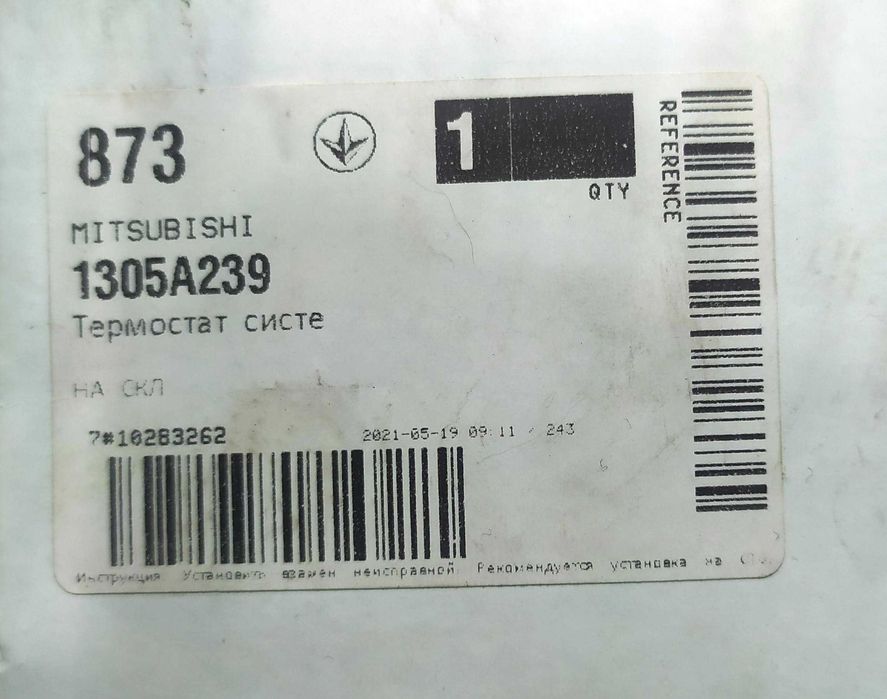 873
1
QTY
REFERENCE
MITSUBISHI
1305A239
Термостат систе
НА СКЛ
7#10283262
2021-05-19 09:11 / 243
Инструкция. Установить взамен неисправной. Рекомендуется установка на